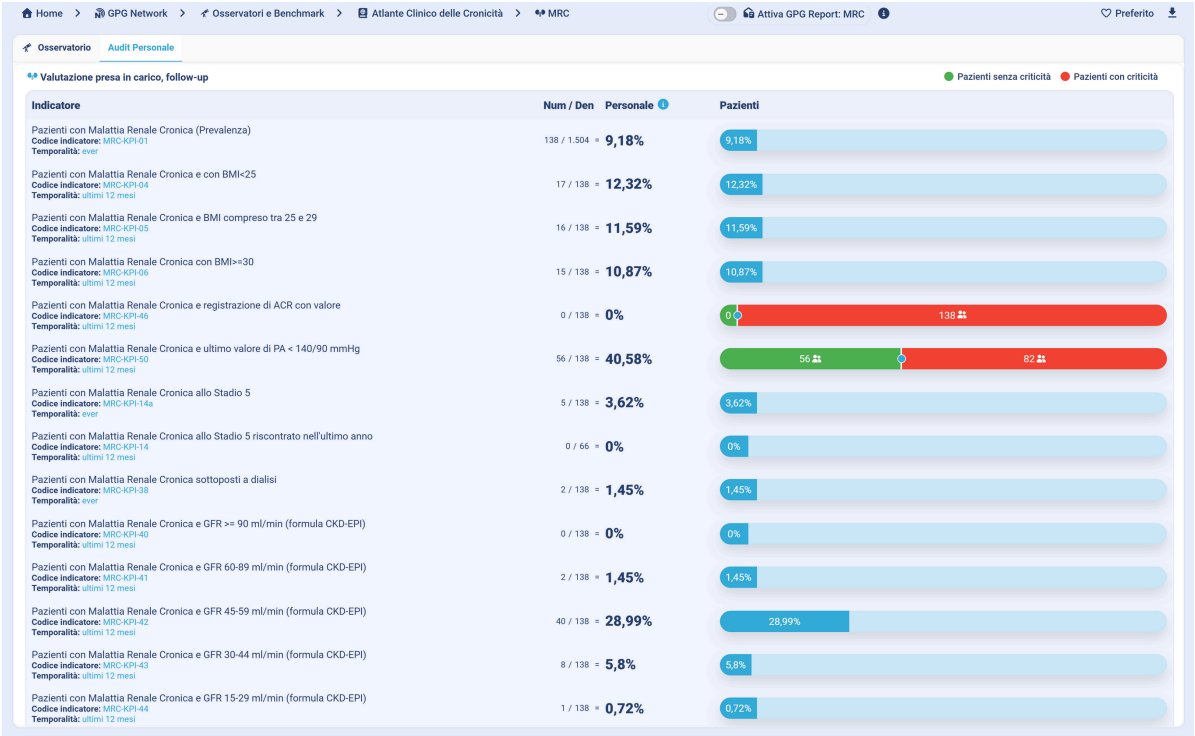 Home > GPG Network > Osservatori e Benchmark > Atlante Clinico delle Cronicità > MRC
Attiva GPG Report: MRC
Preferito
Osservatorio
Audit Personale
Valutazione presa in carico, follow-up
Pazienti senza criticità
Pazienti con criticità
Indicatore Num / Den Personale Pazienti
Pazienti con Malattia Renale Cronica (Prevalenza)
Codice indicatore: MRC-KPI-01
Temporalità: ever
138 / 1.504 = 9,18%
9,18%
Pazienti con Malattia Renale Cronica e con BMI<25
Codice indicatore: MRC-KPI-04
Temporalità: ultimi 12 mesi
17 / 138 = 12,32%
12,32%
Pazienti con Malattia Renale Cronica e BMI compreso tra 25 e 29
Codice indicatore: MRC-KPI-05
Temporalità: ultimi 12 mesi
16 / 138 = 11,59%
11,59%
Pazienti con Malattia Renale Cronica con BMI>=30
Codice indicatore: MRC-KPI-06
Temporalità: ultimi 12 mesi
15 / 138 = 10,87%
10,87%
Pazienti con Malattia Renale Cronica e registrazione di ACR con valore
Codice indicatore: MRC-KPI-46
Temporalità: ultimi 12 mesi
0 / 138 = 0%
0
138
Pazienti con Malattia Renale Cronica e ultimo valore di PA < 140/90 mmHg
Codice indicatore: MRC-KPI-50
Temporalità: ultimi 12 mesi
56 / 138 = 40,58%
56
82
Pazienti con Malattia Renale Cronica allo Stadio 5
Codice indicatore: MRC-KPI-14a
Temporalità: ever
5 / 138 = 3,62%
3,62%
Pazienti con Malattia Renale Cronica allo Stadio 5 riscontrato nell'ultimo anno
Codice indicatore: MRC-KPI-14
Temporalità: ultimi 12 mesi
0 / 66 = 0%
0%
Pazienti con Malattia Renale Cronica sottoposti a dialisi
Codice indicatore: MRC-KPI-38
Temporalità: ever
2 / 138 = 1,45%
1,45%
Pazienti con Malattia Renale Cronica e GFR >= 90 ml/min (formula CKD-EPI)
Codice indicatore: MRC-KPI-40
Temporalità: ultimi 12 mesi
0 / 138 = 0%
0%
Pazienti con Malattia Renale Cronica e GFR 60-89 ml/min (formula CKD-EPI)
Codice indicatore: MRC-KPI-41
Temporalità: ultimi 12 mesi
2 / 138 = 1,45%
1,45%
Pazienti con Malattia Renale Cronica e GFR 45-59 ml/min (formula CKD-EPI)
Codice indicatore: MRC-KPI-42
Temporalità: ultimi 12 mesi
40 / 138 = 28,99%
28,99%
Pazienti con Malattia Renale Cronica e GFR 30-44 ml/min (formula CKD-EPI)
Codice indicatore: MRC-KPI-43
Temporalità: ultimi 12 mesi
8 / 138 = 5,8%
5,8%
Pazienti con Malattia Renale Cronica e GFR 15-29 ml/min (formula CKD-EPI)
Codice indicatore: MRC-KPI-44
Temporalità: ultimi 12 mesi
1 / 138 = 0,72%
0,72%